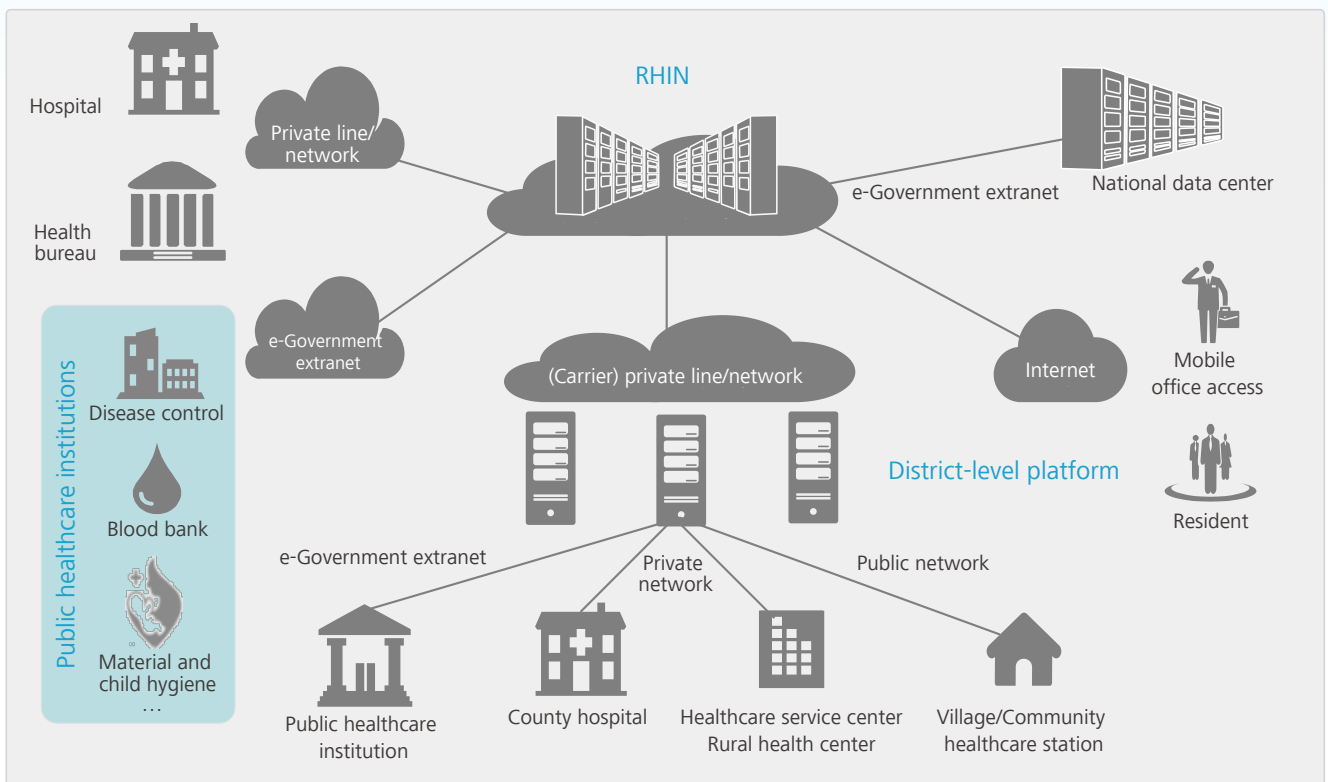 RHIN
Hospital
Private line/
network
e-Government extranet
National data center
Health
bureau
e-Government
extranet
(Carrier) private line/network
Internet
Mobile
office access
Public healthcare institutions
Disease control
Blood bank
Material and
child hygiene
...
District-level platform
Resident
e-Government extranet
Private
network
Public network
Public healthcare
institution
County hospital
Healthcare service center
Rural health center
Village/Community
healthcare station